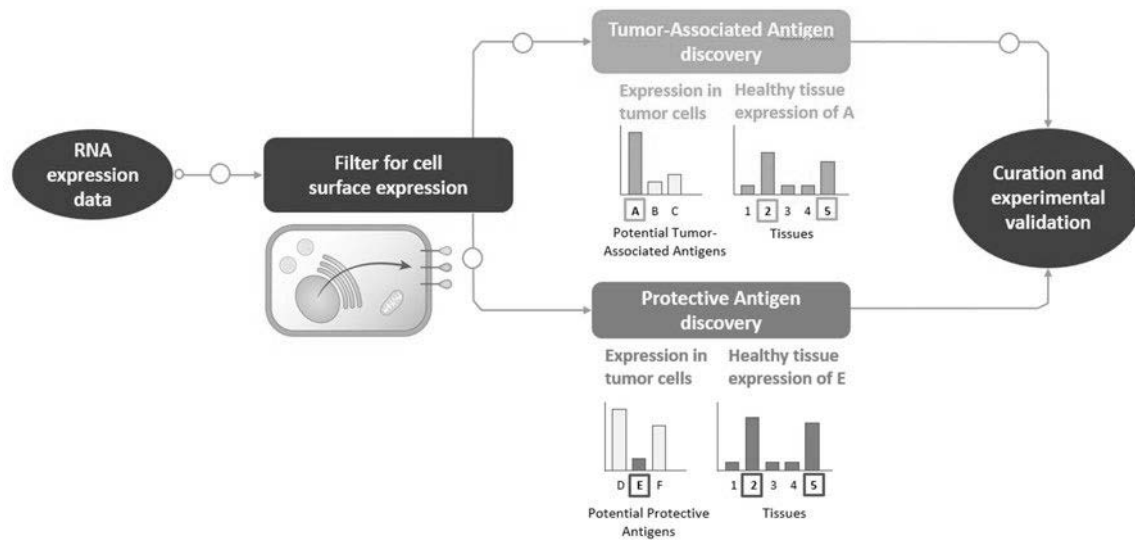 RNA
expression
data
Filter for cell
surface expression
Tumor-Associated Antigen
discovery
Expression in
tumor cells
A B C
Potential Tumor-
Associated Antigens
Healthy tissue
expression of A
1 2 3 4 5
Tissues
Protective Antigen
discovery
Expression in
tumor cells
D E F
Potential Protective
Antigens
Healthy tissue
expression of E
1 2 3 4 5
Tissues
Curation and
experimental
validation